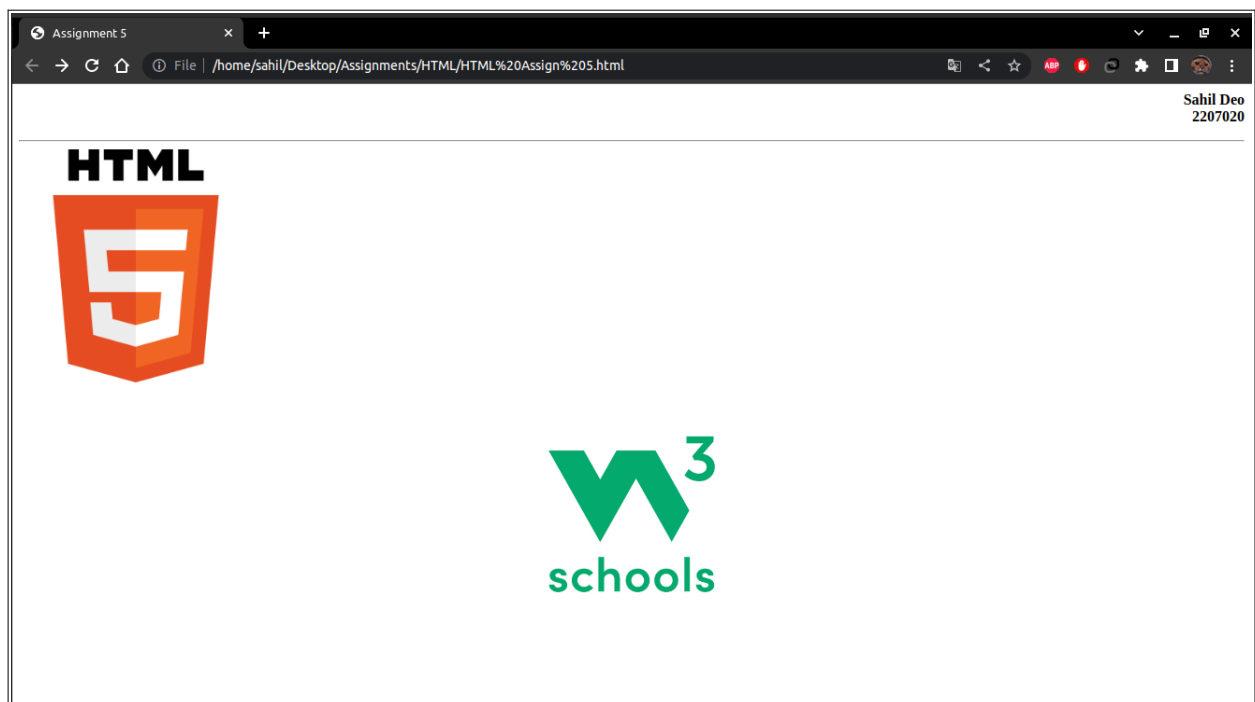 Assignment 5
File | /home/sahil/Desktop/Assignments/HTML/HTML%20Assign%205.html
ABP
Sahil Deo
2207020
HTML
5
W3
schools